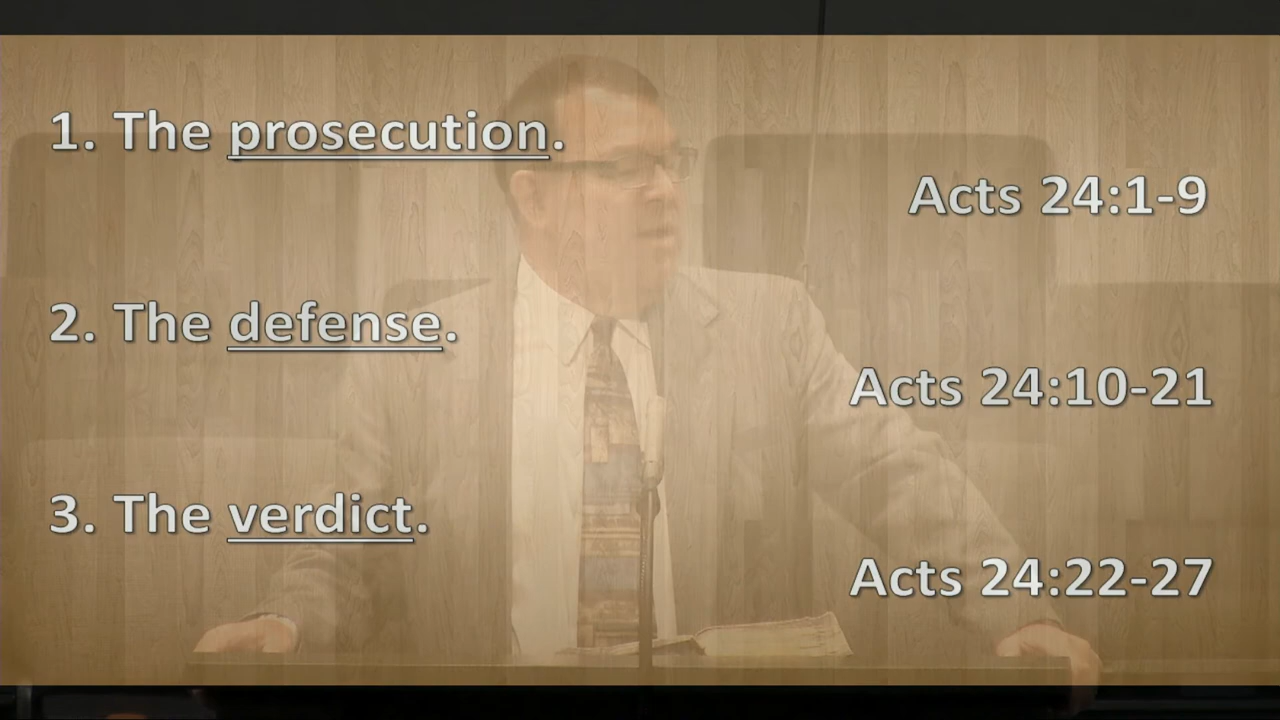 1. The prosecution.
Acts 24:1-9
2. The defense.
Acts 24:10-21
3. The verdict.
Acts 24:22-27